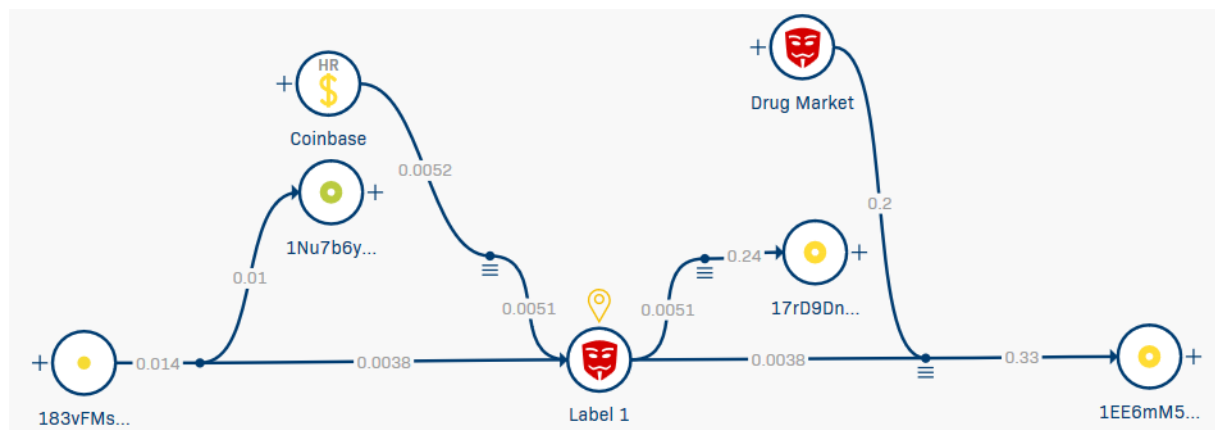 HR
Coinbase
Drug Market
0.0052
1Nu7b6y...
0.2
0.01
0.24
0.0051
0.0051
17rD9Dn...
0.014
0.0038
0.0038
0.33
183vFMs...
Label 1
1EE6mM5...